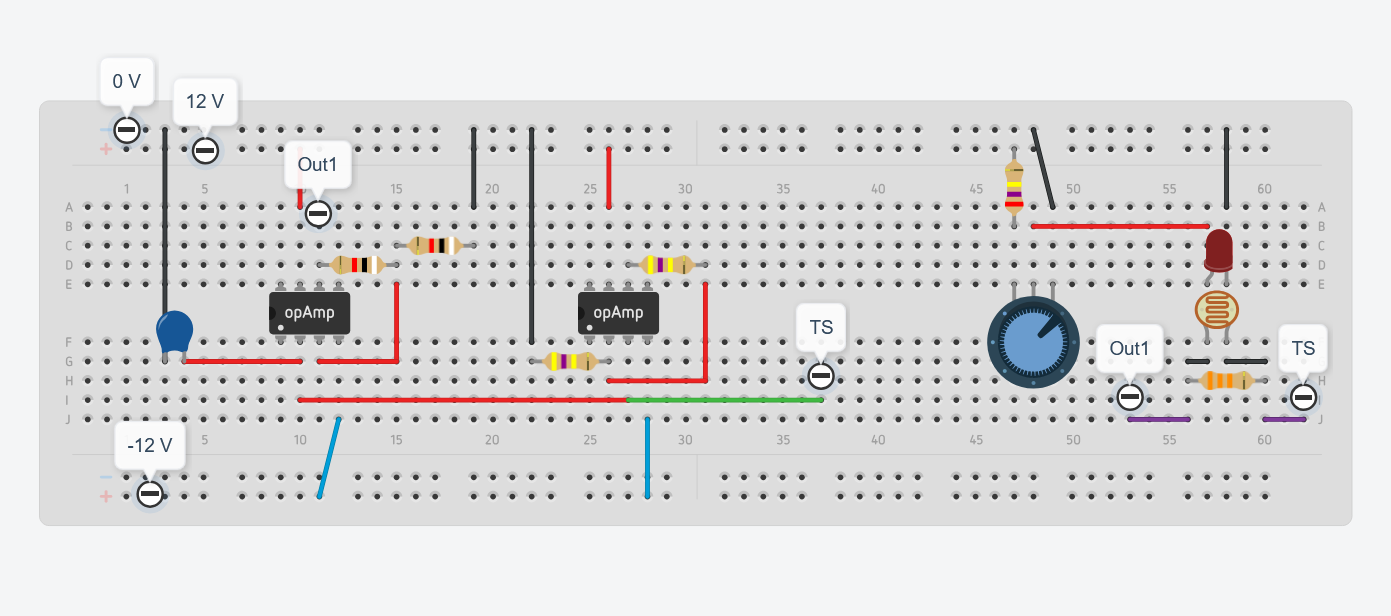 0 V
12 V
Out1
− −
+ +
1 5 10 15 20 25 30 35 40 45 50 55 60
A A
B B
C C
D D
E E
opAmp opAmp
TS
Out1
TS
F F
G G
H H
I I
J J
5 10 15 20 25 30 35 40 45 50 55 60
-12 V
− −
+ +